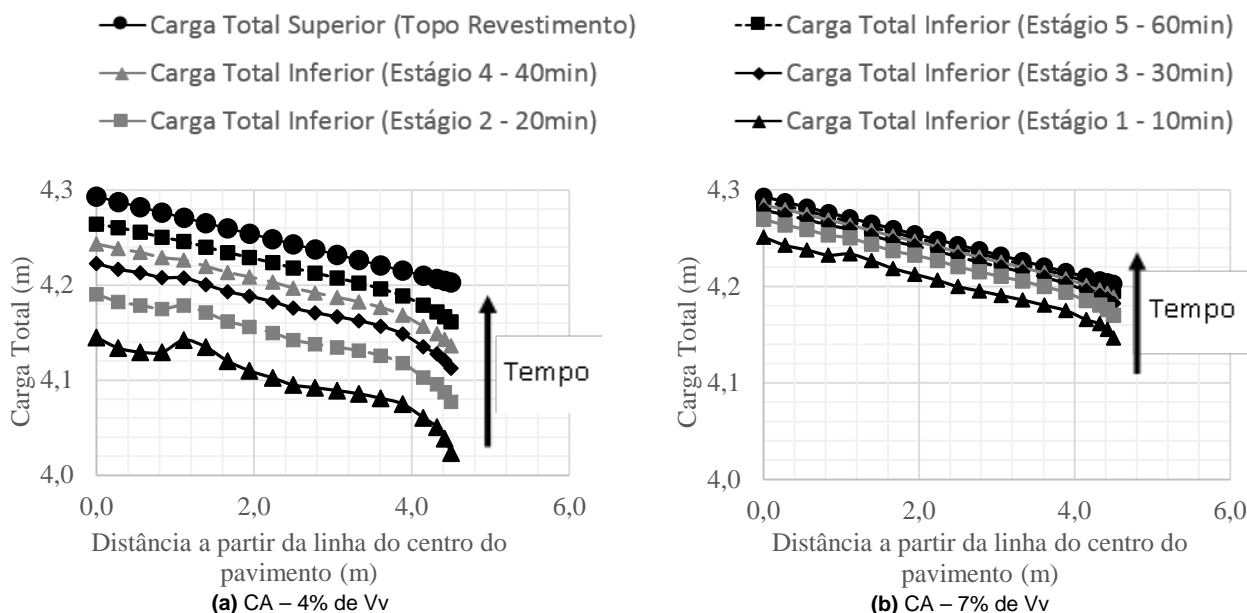 Carga Total Superior (Topo Revestimento)
Carga Total Inferior (Estágio 5 - 60min)
Carga Total Inferior (Estágio 4 - 40min)
Carga Total Inferior (Estágio 3 - 30min)
Carga Total Inferior (Estágio 2 - 20min)
Carga Total Inferior (Estágio 1 - 10min)
Carga Total (m)
4,3
4,2
4,1
4,0
0,0 2,0 4,0 6,0
Tempo
Distância a partir da linha do centro do
pavimento (m)
(a) CA – 4% de Vv
Carga Total (m)
4,3
4,2
4,1
4,0
0,0 2,0 4,0 6,0
Tempo
Distância a partir da linha do centro do
pavimento (m)
(b) CA – 7% de Vv